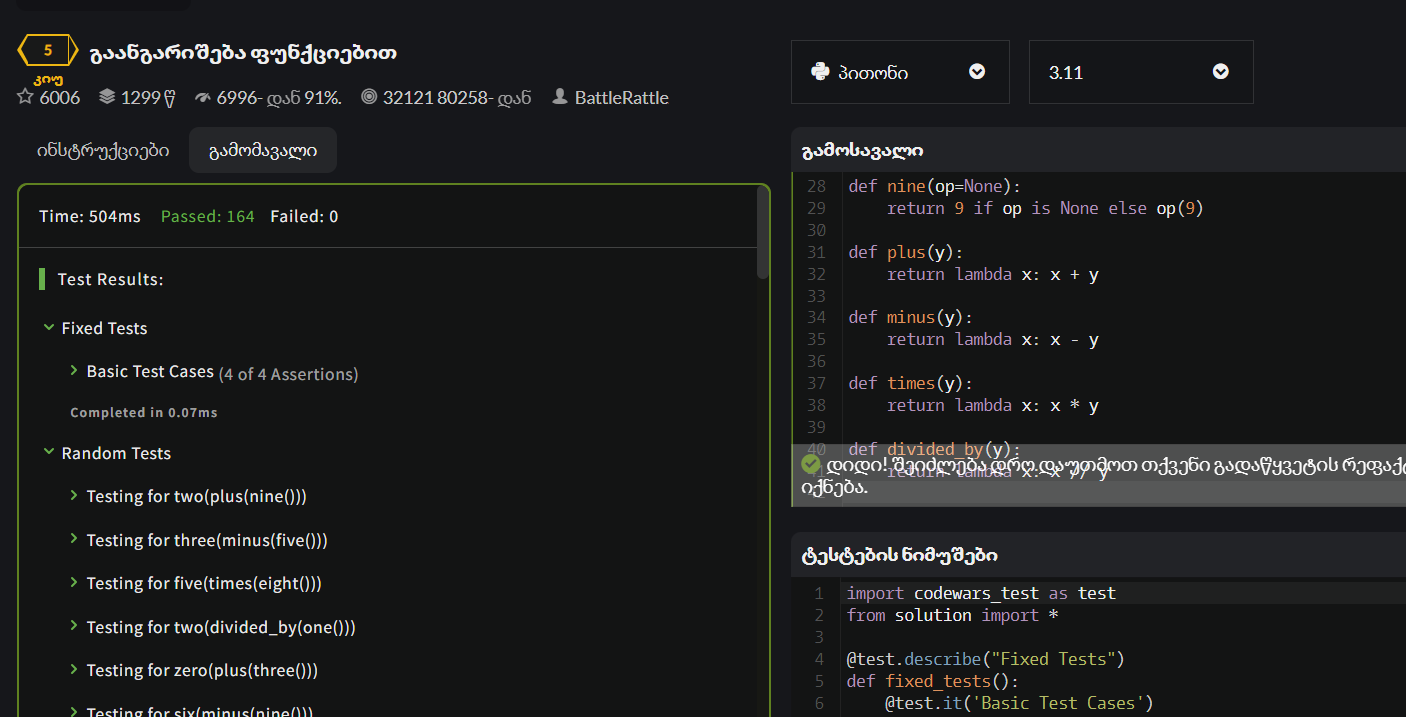 5
კიუ
გაანგარიშება ფუნქციებით
6006 1299 წ 6996- დან 91%. 32121 80258- დან BattleRattle
ინსტრუქციები გამომავალი
Time: 504ms Passed: 164 Failed: 0
Test Results:
Fixed Tests
Basic Test Cases (4 of 4 Assertions)
Completed in 0.07ms
Random Tests
Testing for two(plus(nine()))
Testing for three(minus(five()))
Testing for five(times(eight()))
Testing for two(divided_by(one()))
Testing for zero(plus(three()))
Testing for six(minus(nine()))
პითონი
3.11
გამოსავალი
28 def nine(op=None):
29     return 9 if op is None else op(9)
30
31 def plus(y):
32     return lambda x: x + y
33
34 def minus(y):
35     return lambda x: x - y
36
37 def times(y):
38     return lambda x: x * y
39
40 def divided_by(y):
41     return lambda x: x // y
დიდი! შეიძლება დრო დაუთმოთ თქვენი გადაწყვეტის
იქნება.
ტესტების ნიმუშები
1 import codewars_test as test
2 from solution import *
3
4 @test.describe("Fixed Tests")
5 def fixed_tests():
6     @test.it('Basic Test Cases')